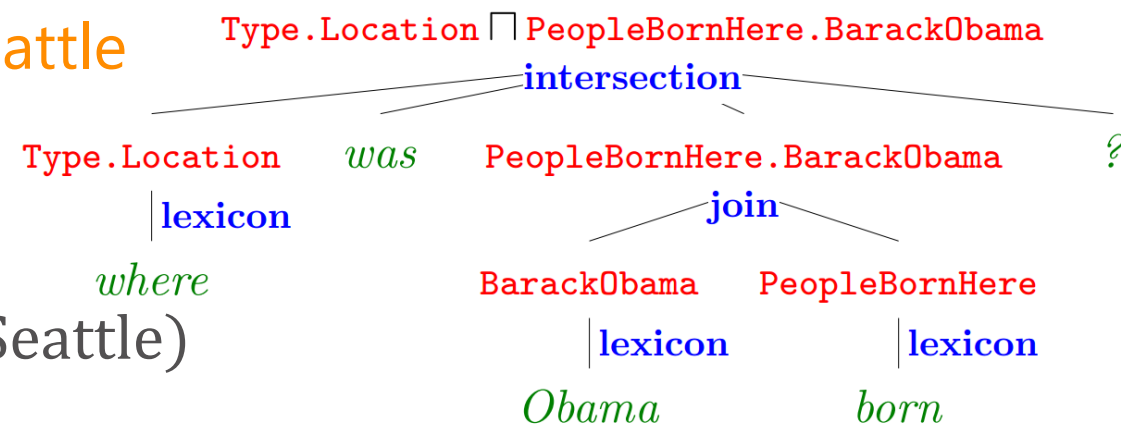 attle
Type.Location ⊓ PeopleBornHere.BarackObama
intersection
Type.Location was PeopleBornHere.BarackObama ?
lexicon
join
where
BarackObama PeopleBornHere
Seattle)
lexicon lexicon
Obama born